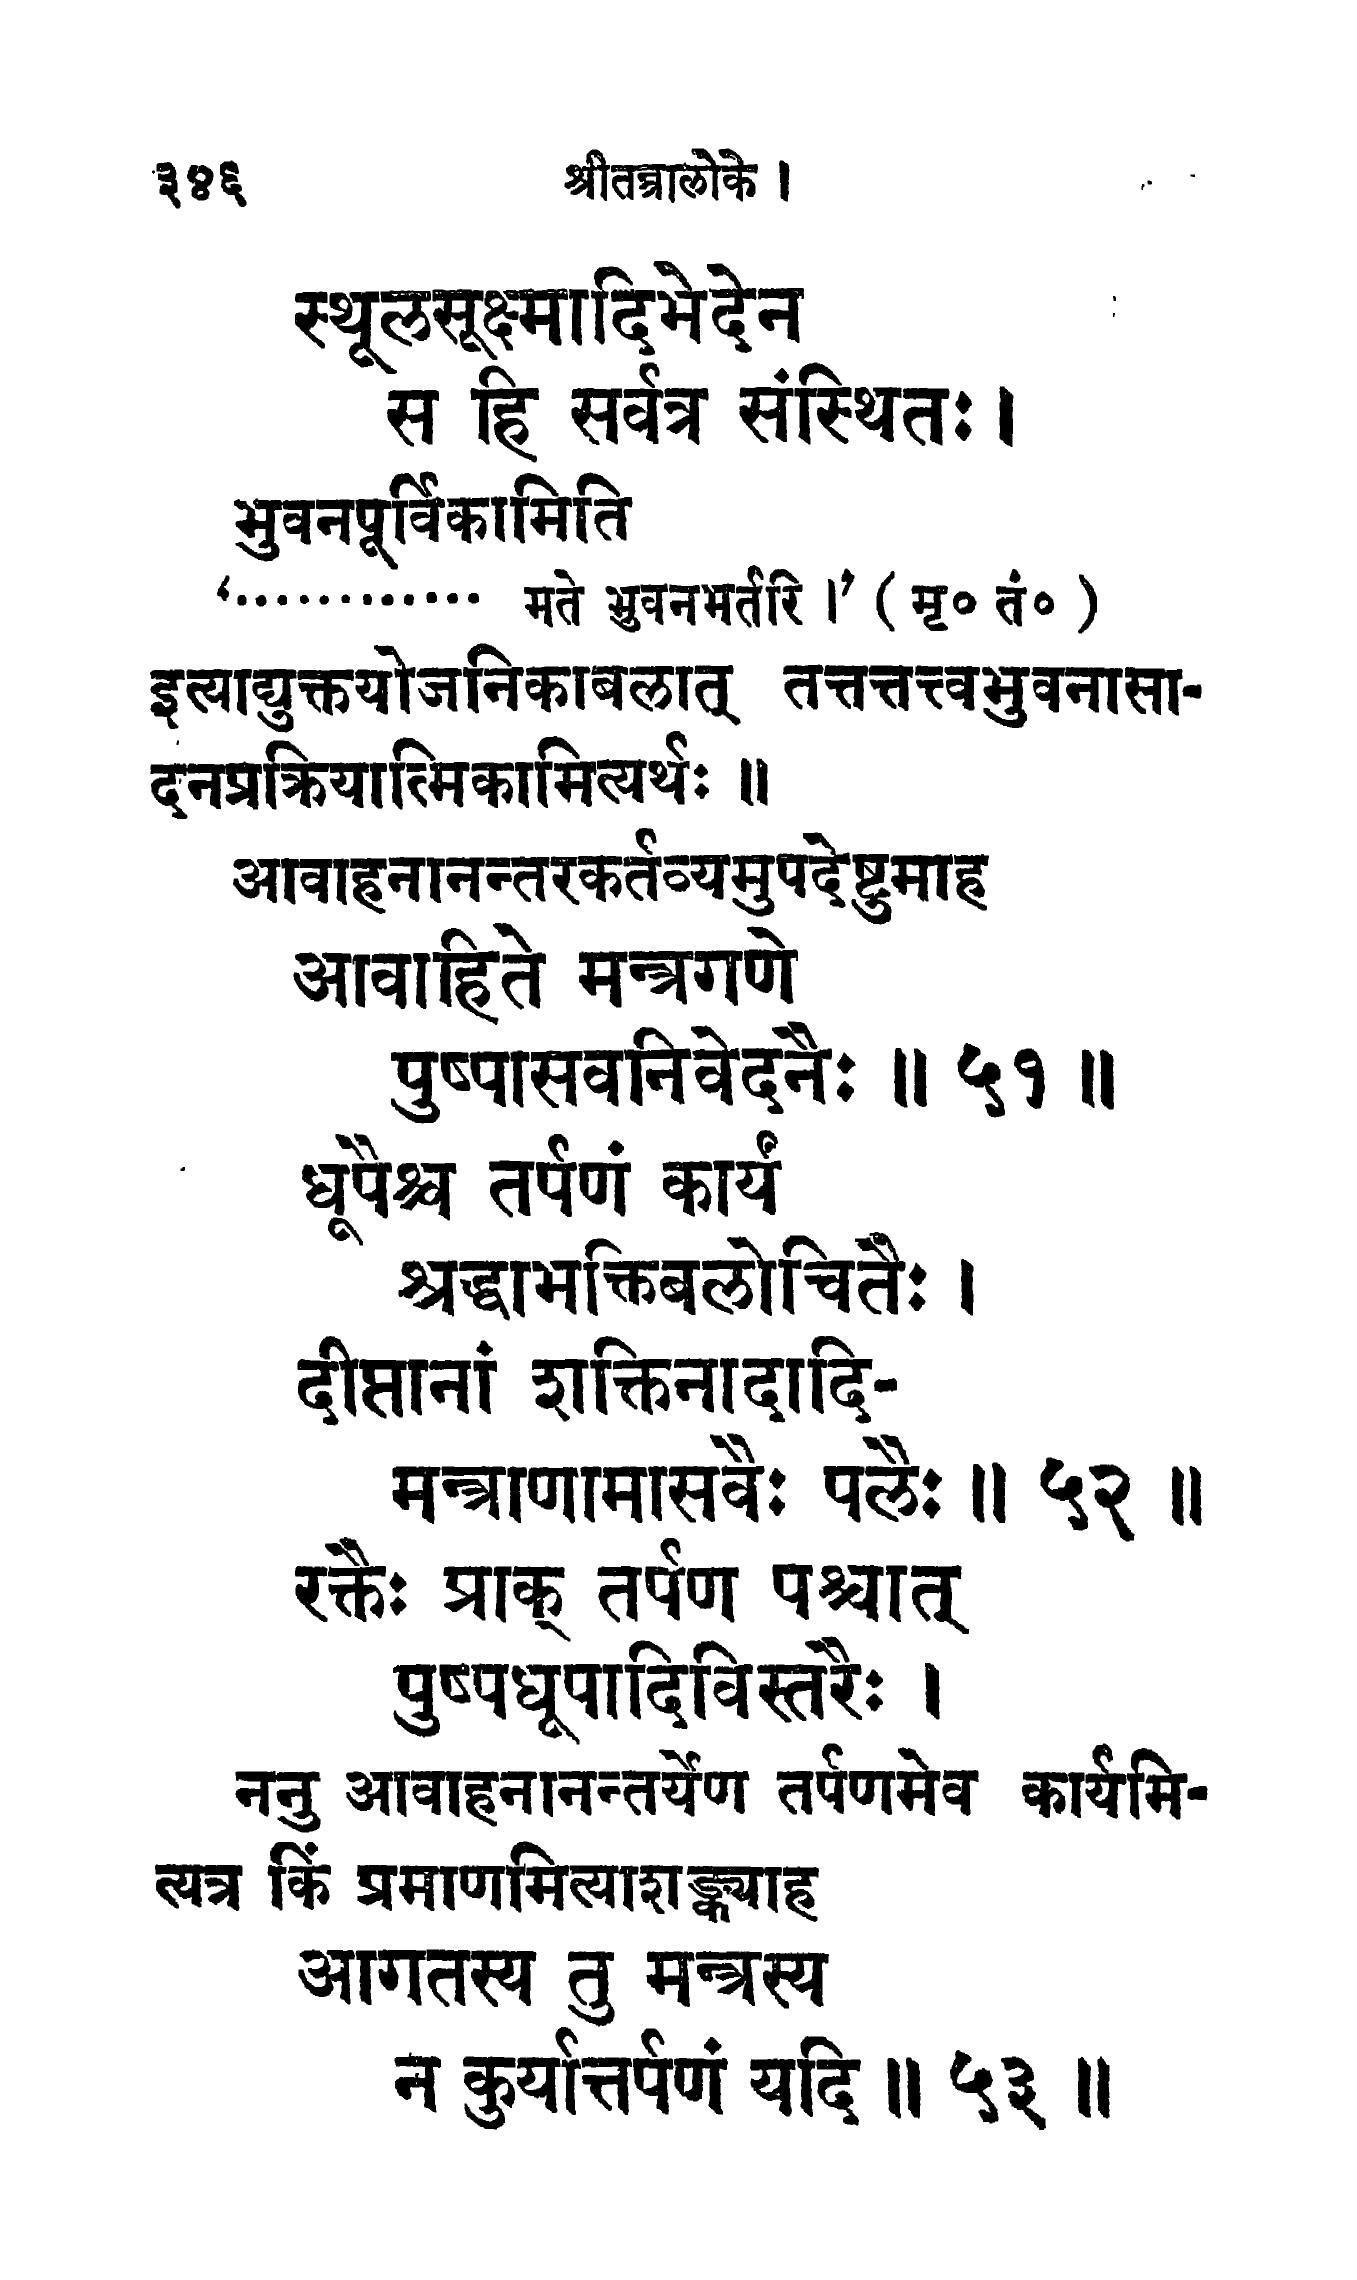 ३४६ श्रीतन्त्रालोके ।
स्थूलसूक्ष्मादिभेदेन
स हि सर्वत्र संस्थितः ।
भुवनपूर्विकामिति
‘............ मते भुवनभर्तरि ।’ ( मृ० तं० )
इत्याद्युक्तयोजनिकाबलात् तत्तत्तत्त्वभुवनासा-
दनप्रक्रियात्मिकामित्यर्थः ॥
आवाहनानन्तरकर्तव्यमुपदेष्टुमाह
आवाहिते मन्त्रगणे
पुष्पासवनिवेदनैः ॥ ५१ ॥
धूपैश्च तर्पणं कार्यं
श्रद्धाभक्तिबलोचितैः ।
दीप्तानां शक्तिनादादि-
मन्त्राणामासवैः पलैः ॥ ५२ ॥
रक्तैः प्राक् तर्पण पश्चात्
पुष्पधूपादिविस्तरैः ।
ननु आवाहनानन्तर्येण तर्पणमेव कार्यमि-
त्यत्र किं प्रमाणमित्याशङ्क्याह
आगतस्य तु मन्त्रस्य
न कुर्यात्तर्पणं यदि ॥ ५३ ॥